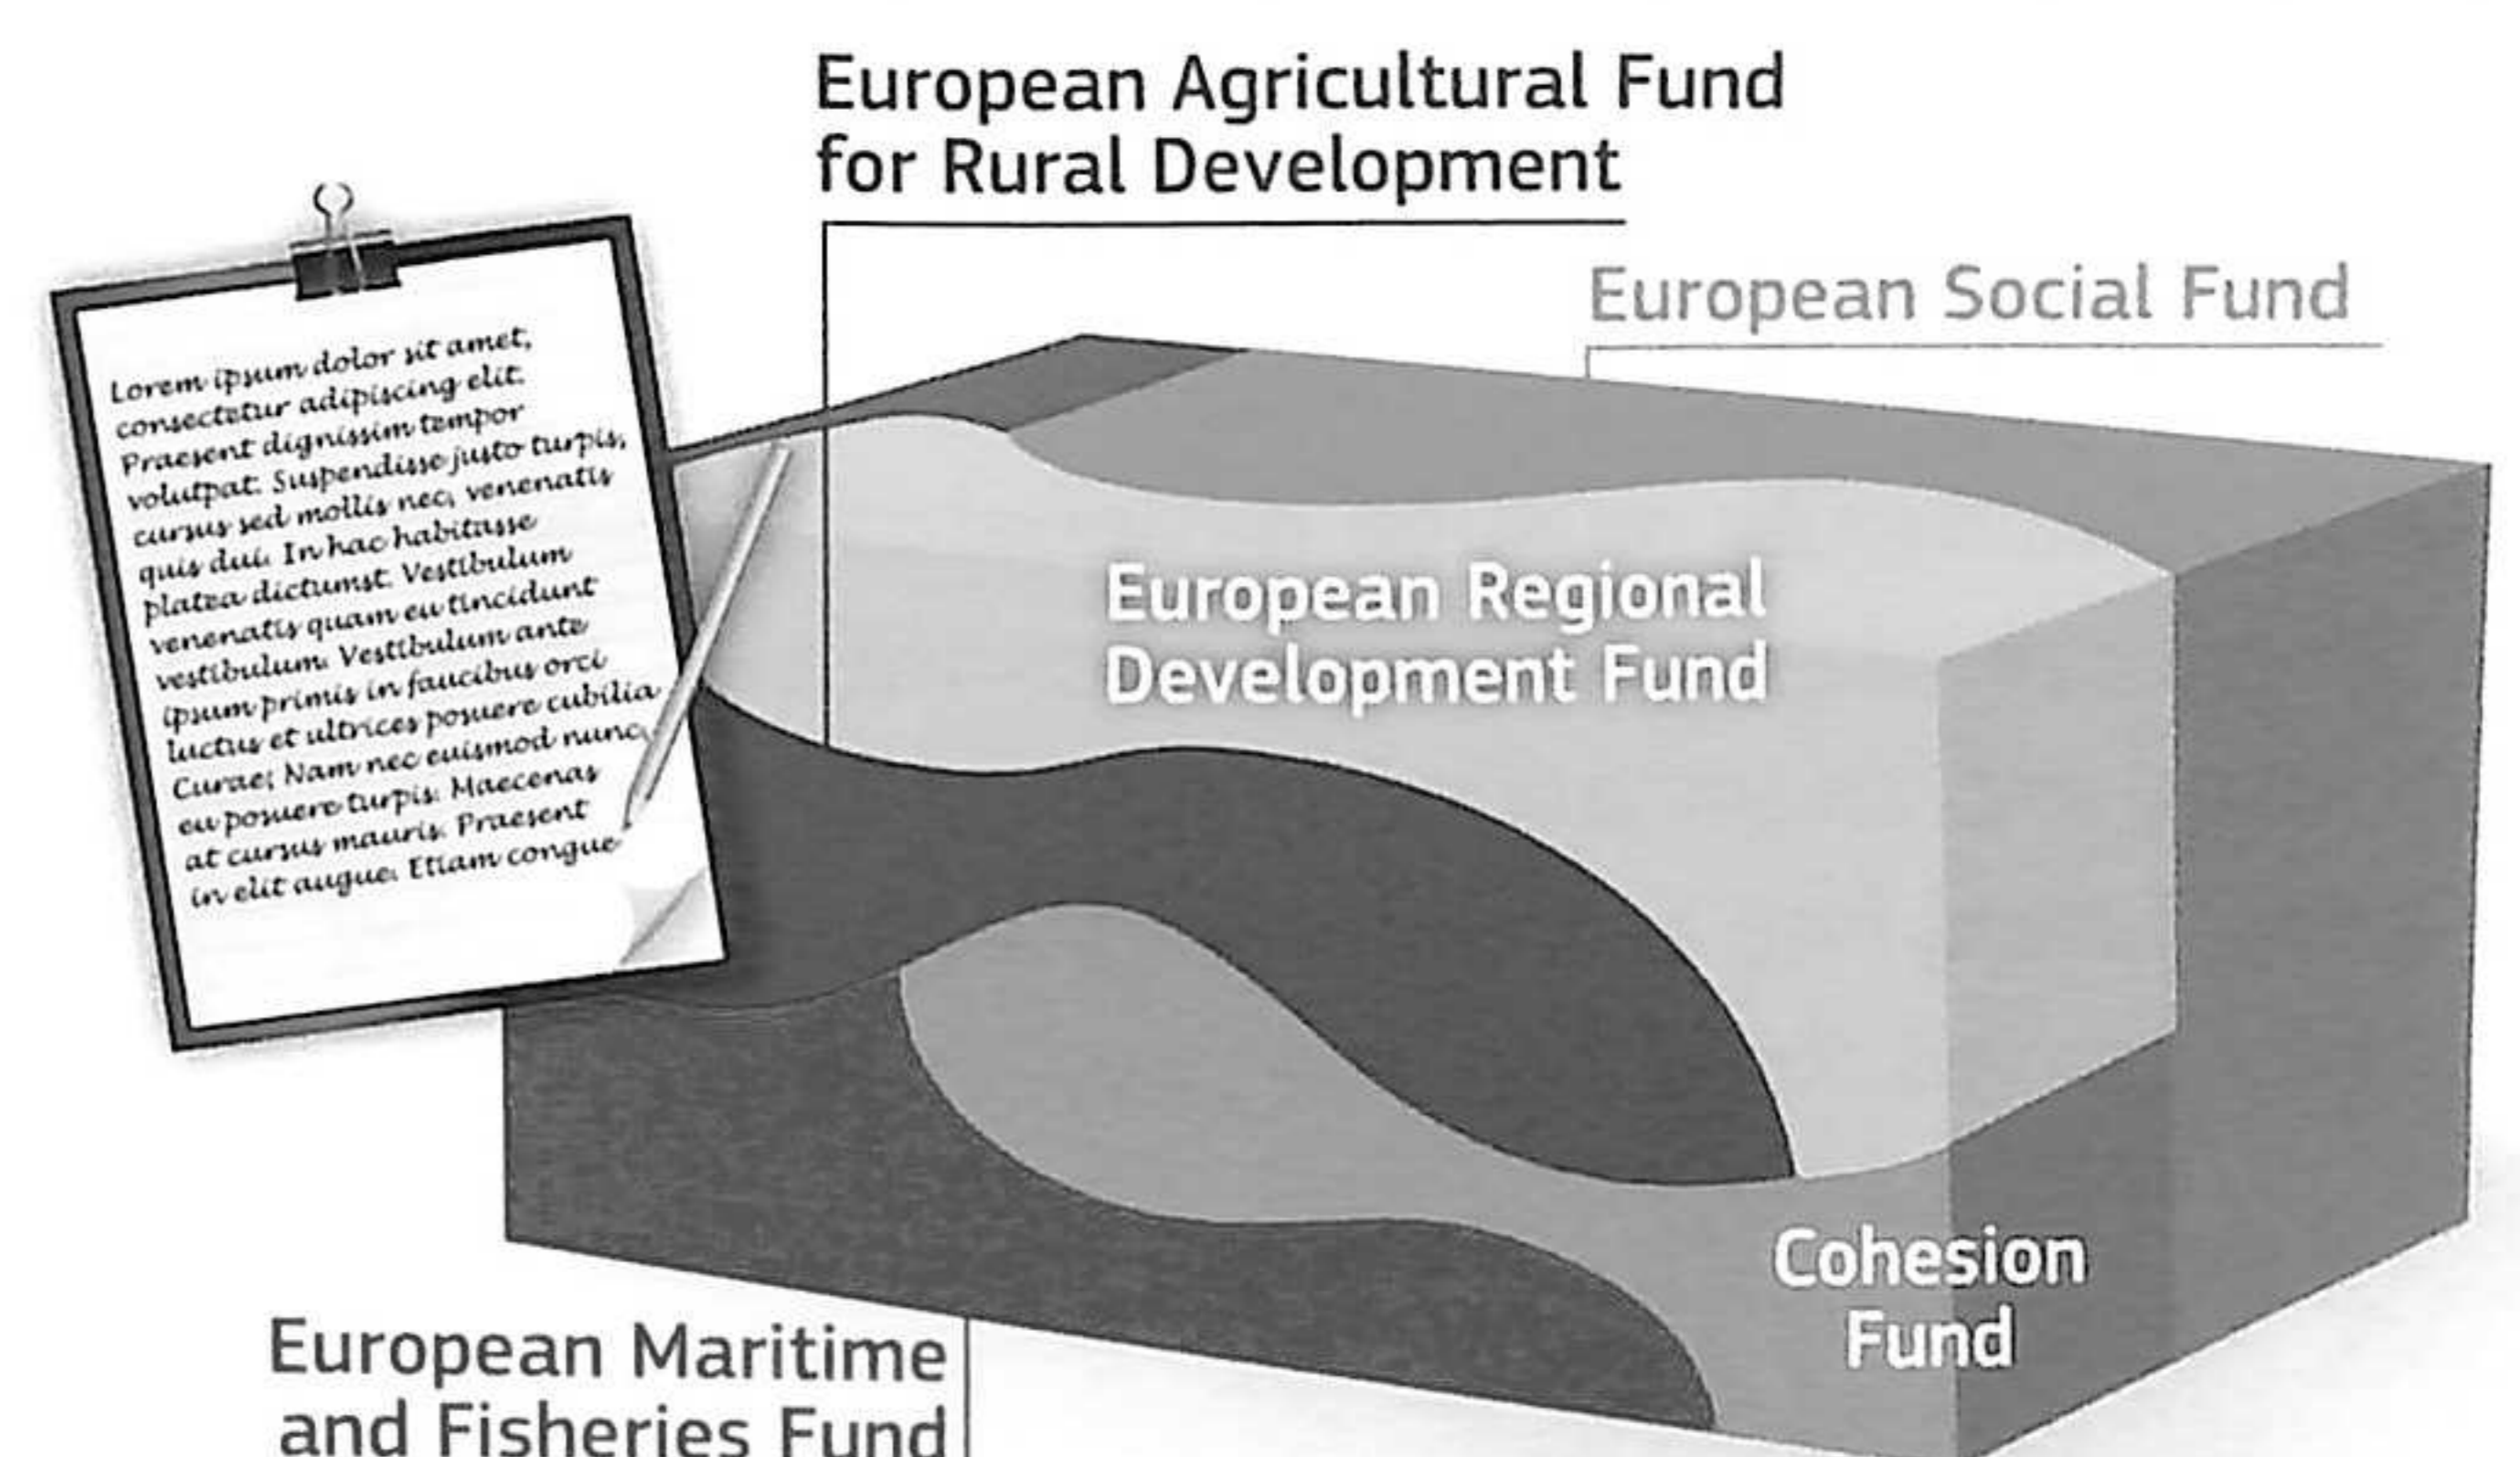 European Agricultural Fund
for Rural Development
European Social Fund
Lorem ipsum dolor sit amet,
consectetur adipiscing elit.
Praesent dignissim tempor
volutpat. Suspendisse justo turpis,
cursus sed mollis nec, venenatis
quis dui. In hac habitasse
platea dictumst. Vestibulum
venenatis quam eu tincidunt
vestibulum. Vestibulum ante
ipsum primis in faucibus orci
luctus et ultrices posuere cubilia
Curae; Nam nec euismod nunc,
eu posuere turpis. Maecenas
at cursus mauris. Praesent
in elit augue. Etiam congue
European Regional
Development Fund
Cohesion
Fund
European Maritime
and Fisheries Fund